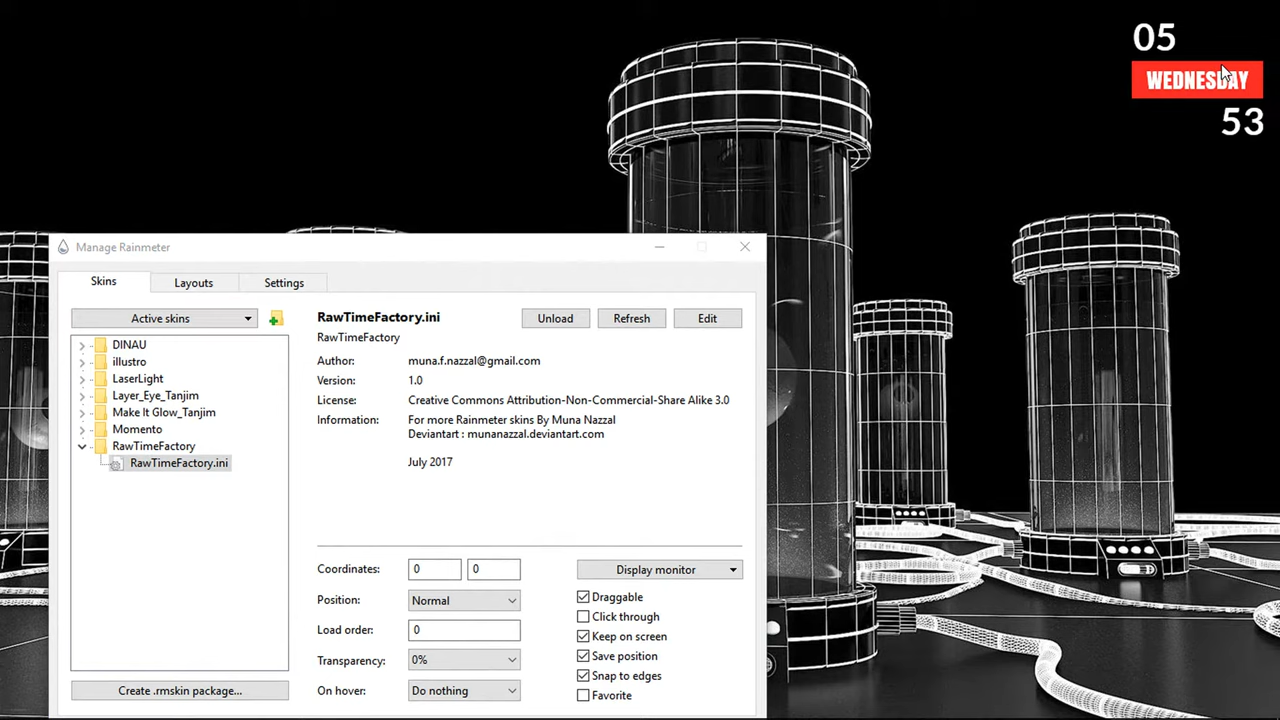 05
WEDNESDAY
53
Manage Rainmeter
Skins
Layouts
Settings
Active skins
DINAU
illustro
LaserLight
Layer_Eye_Tanjim
Make It Glow_Tanjim
Momento
RawTimeFactory
RawTimeFactory.ini
Create .rmskin package...
RawTimeFactory.ini
Unload
Refresh
Edit
RawTimeFactory
Author: muna.f.nazzal@gmail.com
Version: 1.0
License: Creative Commons Attribution-Non-Commercial-Share Alike 3.0
Information: For more Rainmeter skins By Muna Nazzal
Deviantart : munanazzal.deviantart.com
July 2017
Coordinates: 0 0
Position: Normal
Load order: 0
Transparency: 0%
On hover: Do nothing
Display monitor
Draggable
Click through
Keep on screen
Save position
Snap to edges
Favorite